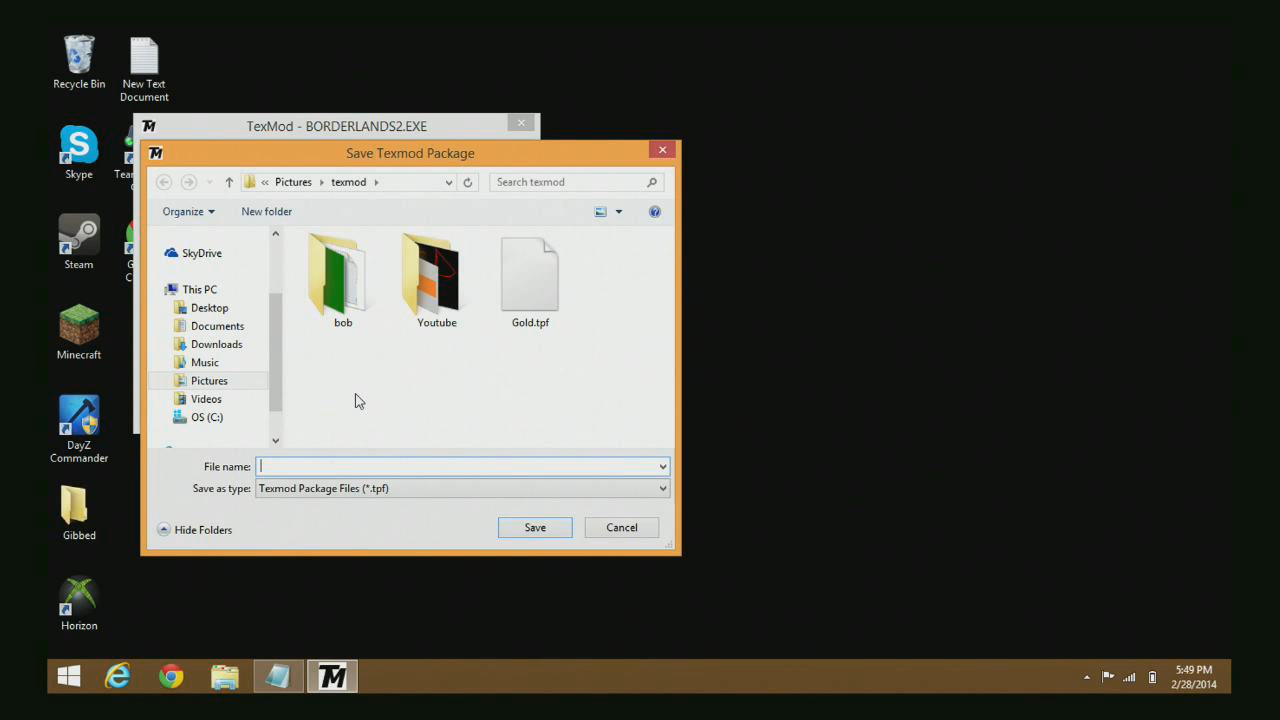 Recycle Bin
New Text
Document
Skype
Steam
Minecraft
DayZ
Commander
Gibbed
Horizon
TM
TexMod - BORDERLANDS2.EXE
TM
Save Texmod Package
« Pictures texmod
Search texmod
Organize
New folder
SkyDrive
This PC
Desktop
Documents
Downloads
Music
Pictures
Videos
OS (C:)
bob
Youtube
Gold.tpf
File name:
Save as type: Texmod Package Files (*.tpf)
Hide Folders
Save
Cancel
TM
5:49 PM
2/28/2014